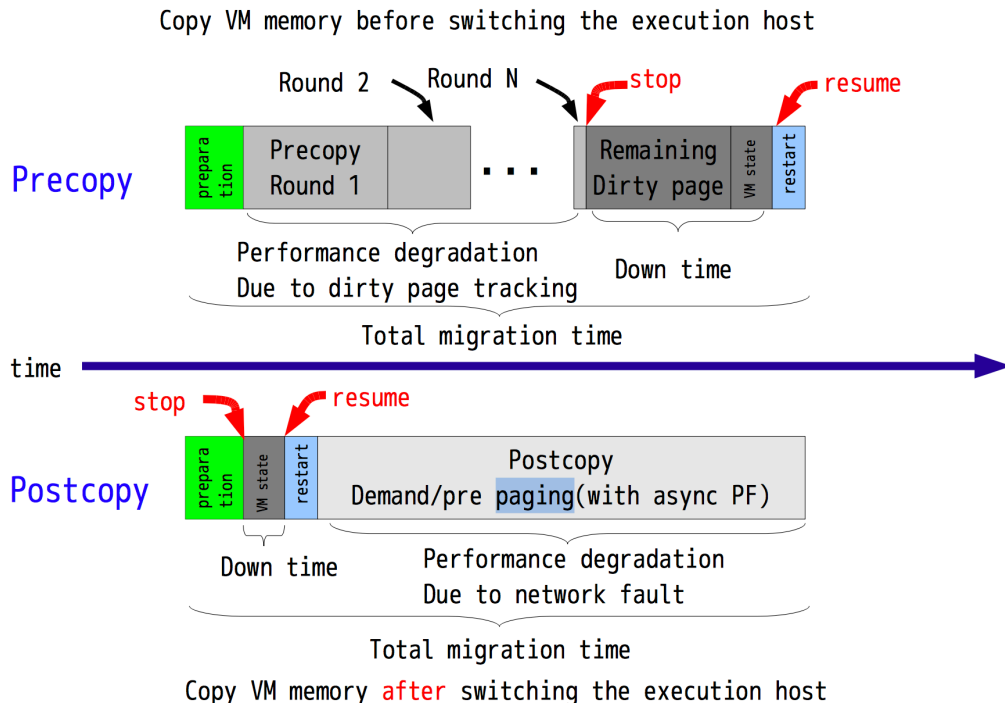 Copy VM memory before switching the execution host
Round 2
Round N
stop
resume
Precopy
prepara
tion
Precopy
Round 1
...
Remaining
Dirty page
VM state
restart
Performance degradation
Due to dirty page tracking
Down time
Total migration time
time
stop
resume
Postcopy
prepara
tion
VM state
restart
Postcopy
Demand/pre paging(with async PF)
Down time
Performance degradation
Due to network fault
Total migration time
Copy VM memory after switching the execution host